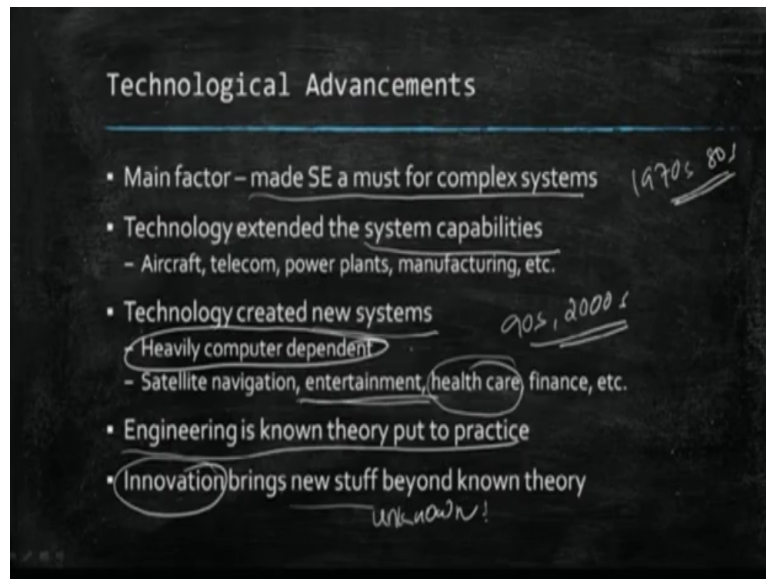 Technological Advancements
▪ Main factor – made SE a must for complex systems 1970s 80s
▪ Technology extended the system capabilities
– Aircraft, telecom, power plants, manufacturing, etc.
▪ Technology created new systems 90s, 2000s
– Heavily computer dependent
– Satellite navigation, entertainment, health care, finance, etc.
▪ Engineering is known theory put to practice
▪ Innovation brings new stuff beyond known theory
unknown!